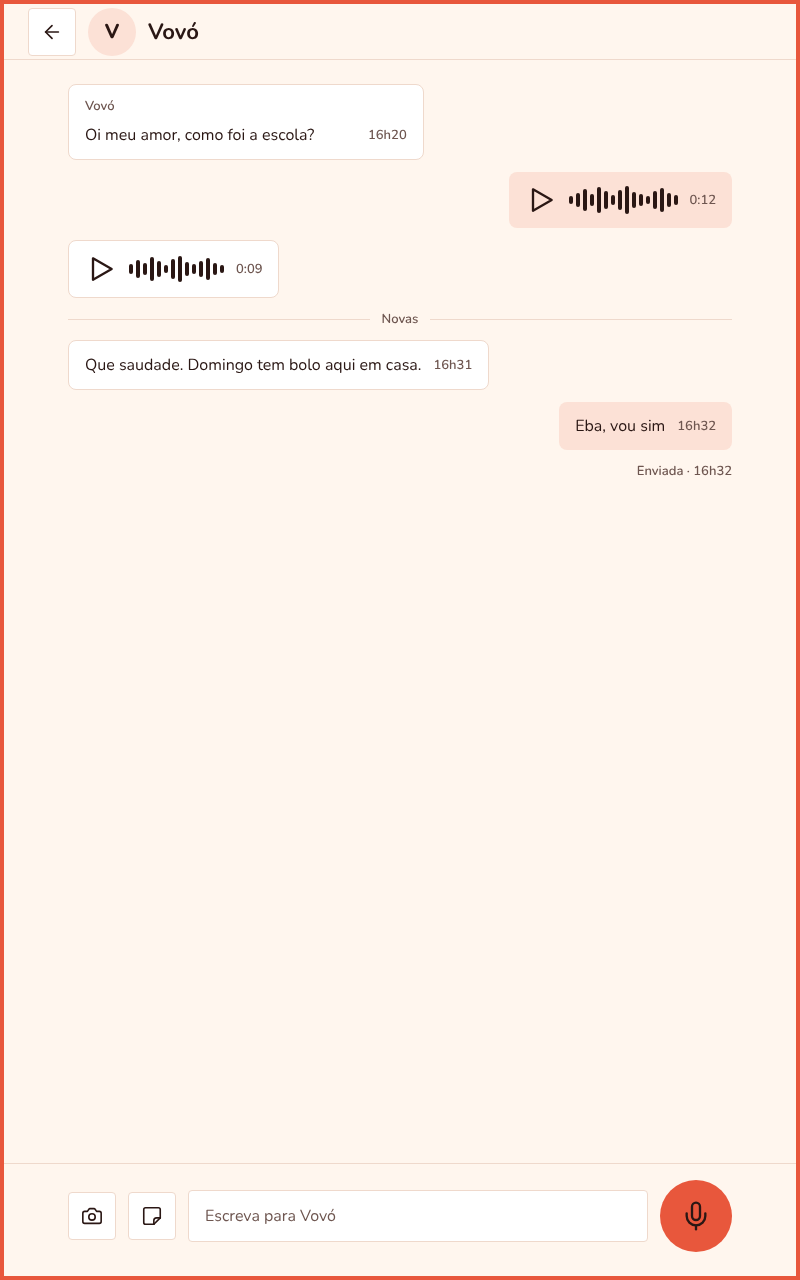 V Vovó
Vovó
Oi meu amor, como foi a escola? 16h20
0:12
0:09
Novas
Que saudade. Domingo tem bolo aqui em casa. 16h31
Eba, vou sim 16h32
Enviada · 16h32
Escreva para Vovó